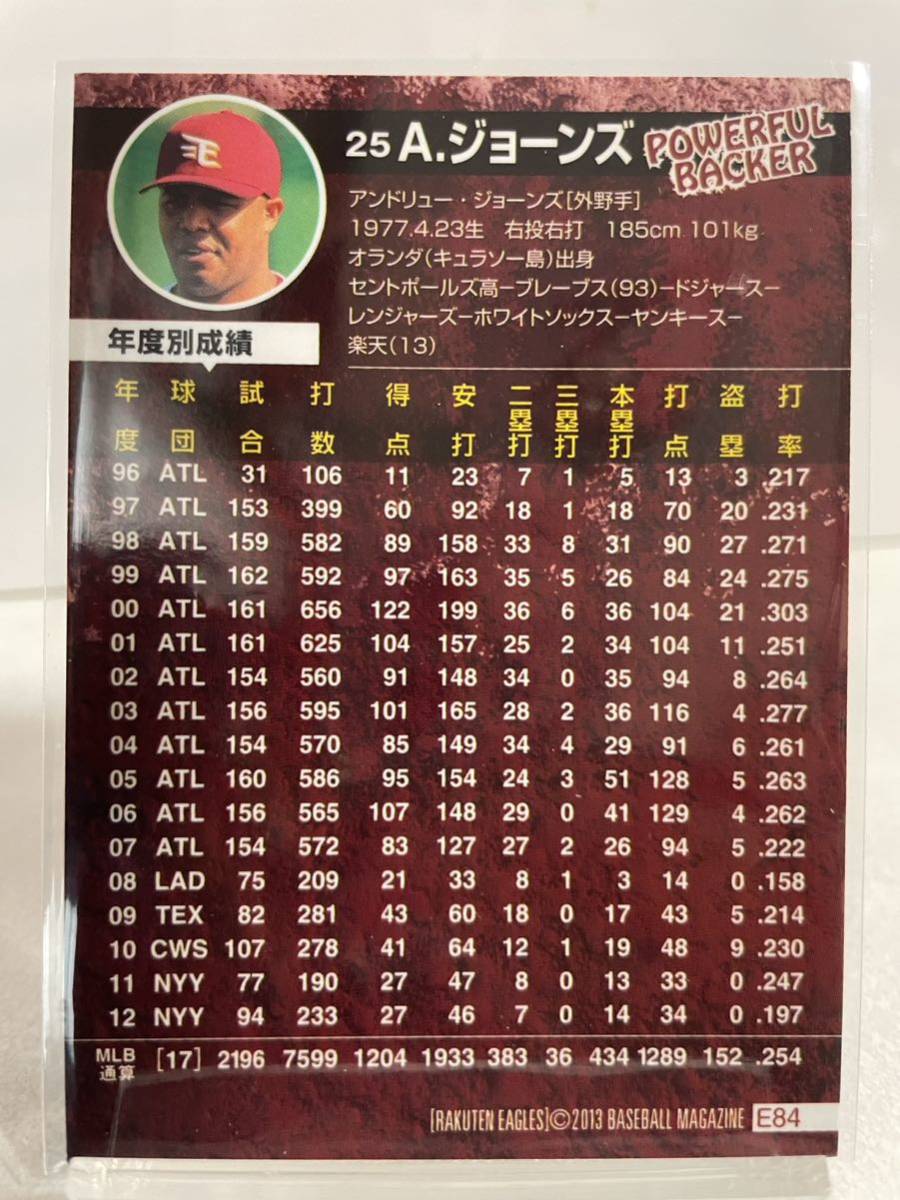 25 A.ジョーンズ
POWERFUL BACKER
アンドリュー・ジョーンズ[外野手]
1977.4.23生 右投右打 185cm 101kg
オランダ(キュラソー島)出身
セントポールズ高−ブレーブス(93)−ドジャース−
レンジャーズ−ホワイトソックス−ヤンキース−
楽天(13)
年度別成績
年度 球団 試合 打数 得点 安打 二塁打 三塁打 本塁打 打点 盗塁 打率
96 ATL 31 106 11 23 7 1 5 13 3 .217
97 ATL 153 399 60 92 18 1 18 70 20 .231
98 ATL 159 582 89 158 33 8 31 90 27 .271
99 ATL 162 592 97 163 35 5 26 84 24 .275
00 ATL 161 656 122 199 36 6 36 104 21 .303
01 ATL 161 625 104 157 25 2 34 104 11 .251
02 ATL 154 560 91 148 34 0 35 94 8 .264
03 ATL 156 595 101 165 28 2 36 116 4 .277
04 ATL 154 570 85 149 34 4 29 91 6 .261
05 ATL 160 586 95 154 24 3 51 128 5 .263
06 ATL 156 565 107 148 29 0 41 129 4 .262
07 ATL 154 572 83 127 27 2 26 94 5 .222
08 LAD 75 209 21 33 8 1 3 14 0 .158
09 TEX 82 281 43 60 18 0 17 43 5 .214
10 CWS 107 278 41 64 12 1 19 48 9 .230
11 NYY 77 190 27 47 8 0 13 33 0 .247
12 NYY 94 233 27 46 7 0 14 34 0 .197
MLB通算 [17] 2196 7599 1204 1933 383 36 434 1289 152 .254
[RAKUTEN EAGLES]©2013 BASEBALL MAGAZINE E84